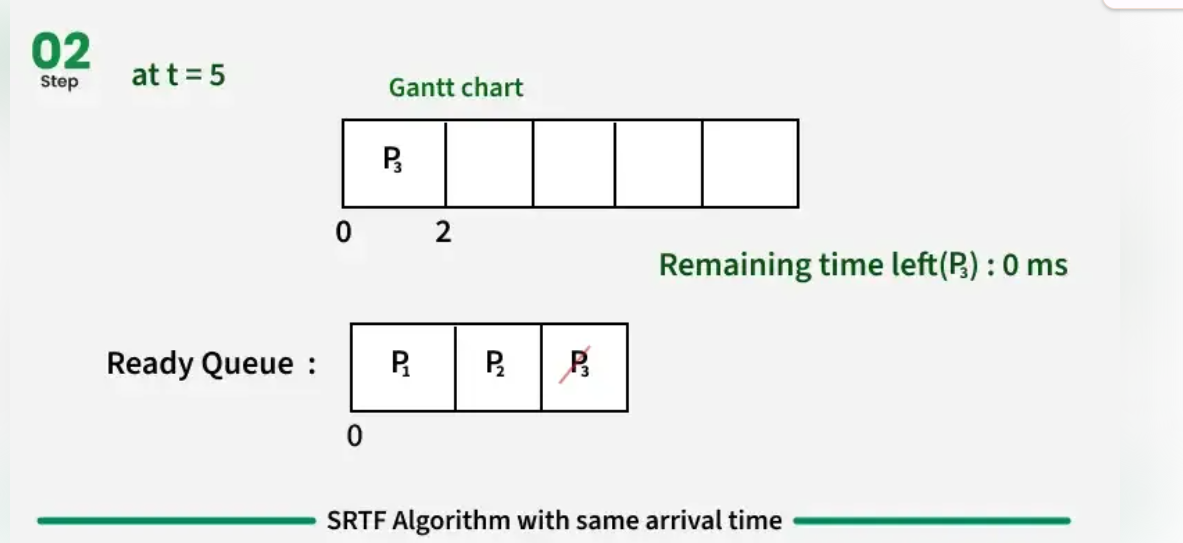 02
Step
at t = 5
Gantt chart
P₃
0 2
Remaining time left(P₃) : 0 ms
Ready Queue :
P₁ P₂ P₃
0
SRTF Algorithm with same arrival time